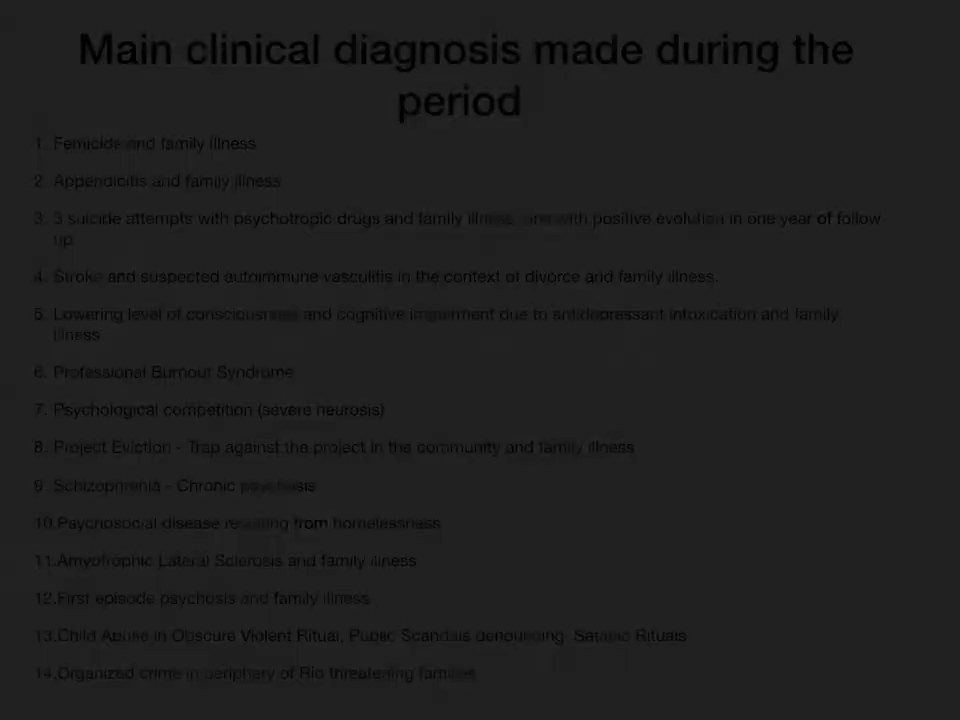 Main clinical diagnosis made during the
period
1. Femicide and family illness
2. Appendicitis and family illness
3. 3 suicide attempts with psychotropic drugs and family illness, one with positive evolution in one year of follow
up
4. Stroke and suspected autoimmune vasculitis in the context of divorce and family illness.
5. Lowering level of consciousness and cognitive impairment due to antidepressant intoxication and family
illness
6. Professional Burnout Syndrome
7. Psychological competition (severe neurosis)
8. Project Eviction - Trap against the project in the community and family illness
9. Schizophrenia - Chronic psychosis
10.Psychosocial disease resulting from homelessness
11.Amyotrophic Lateral Sclerosis and family illness
12.First episode psychosis and family illness
13.Child Abuse in Obscure Violent Ritual, Public Scandals denouncing Satanic Rituals
14.Organized crime in periphery of Rio threatening families